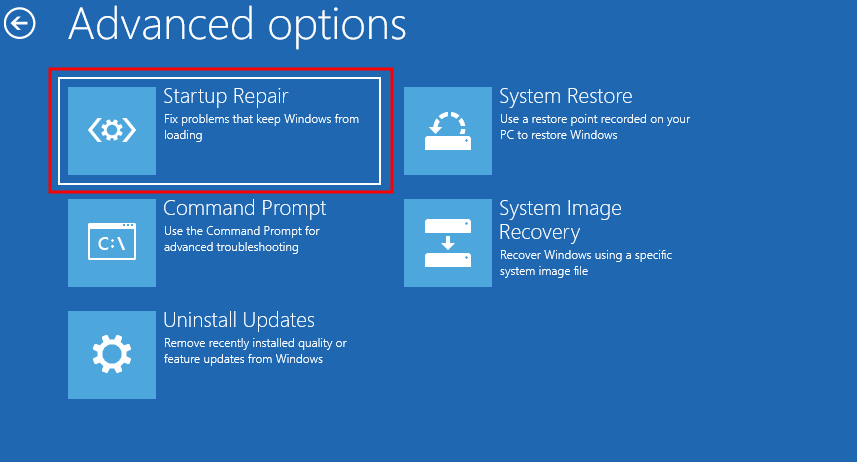 Advanced options
Startup Repair
Fix problems that keep Windows from
loading
System Restore
Use a restore point recorded on your
PC to restore Windows
Command Prompt
Use the Command Prompt for
advanced troubleshooting
C:\
System Image
Recovery
Recover Windows using a specific
system image file
Uninstall Updates
Remove recently installed quality or
feature updates from Windows